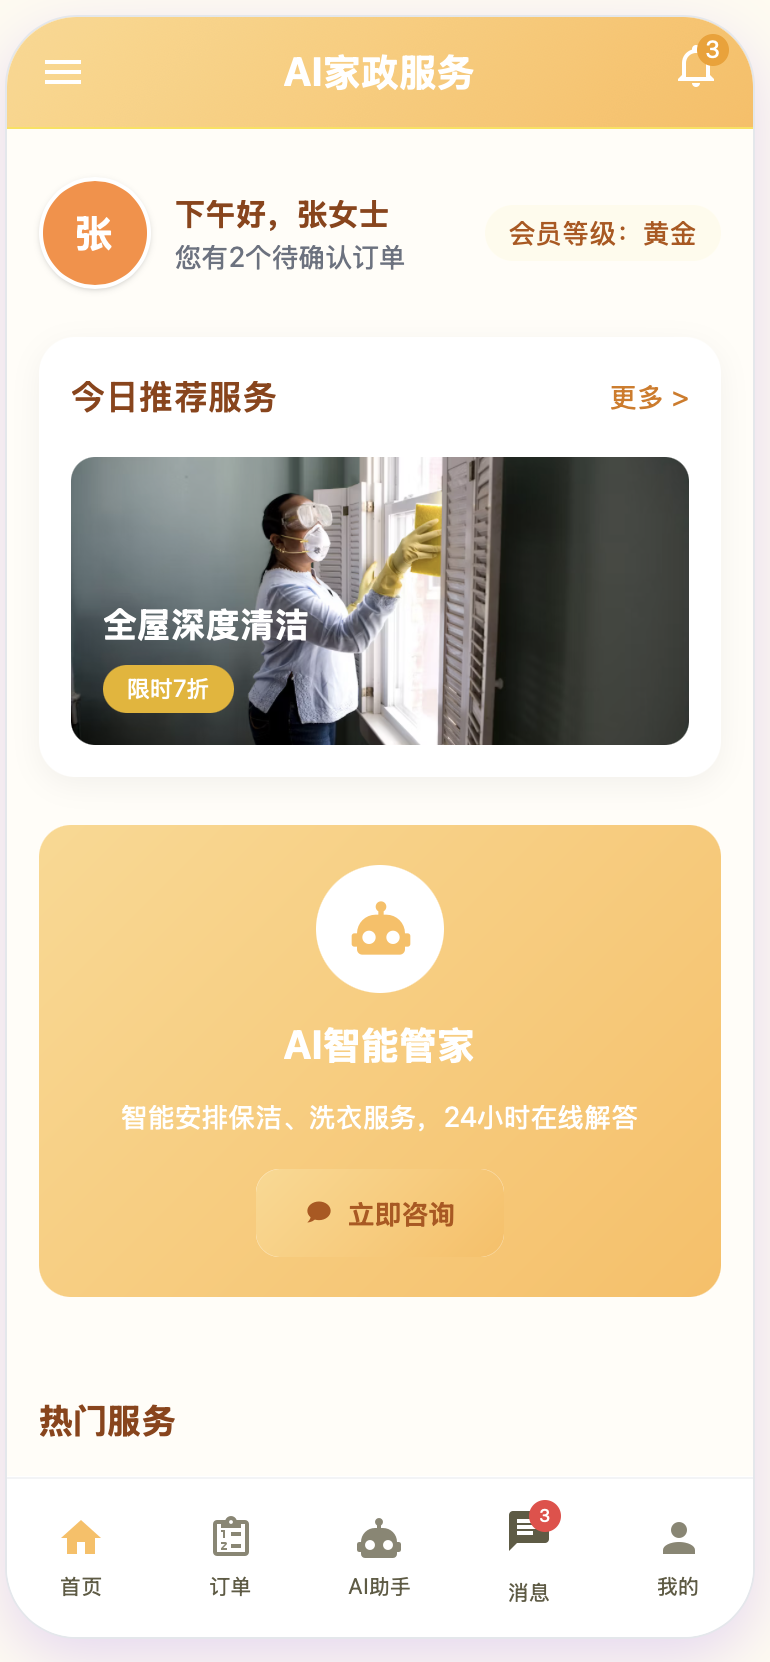 AI家政服务
3
张
下午好，张女士
您有2个待确认订单
会员等级：黄金
今日推荐服务
更多 >
全屋深度清洁
限时7折
AI智能管家
智能安排保洁、洗衣服务，24小时在线解答
立即咨询
热门服务
3
首页
订单
AI助手
消息
我的